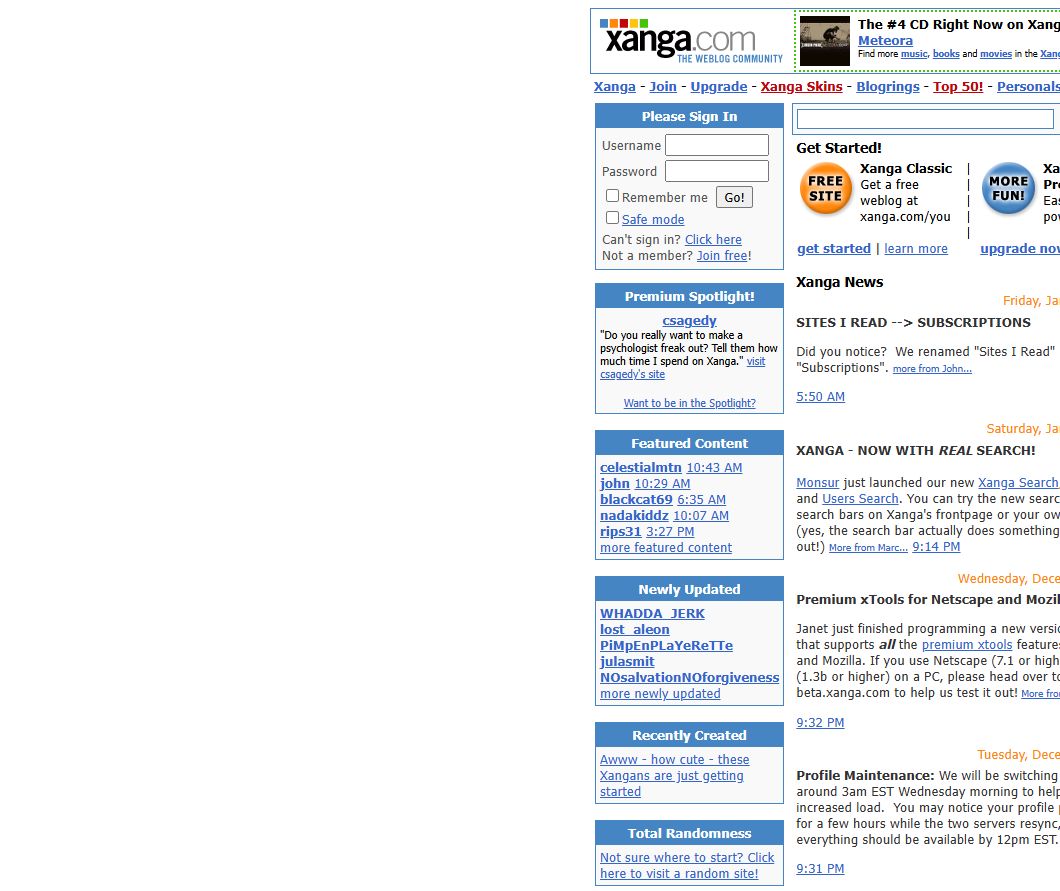 xanga.com
THE WEBLOG COMMUNITY
The #4 CD Right Now on Xang
Meteora
Find more music, books and movies in the Xang
Xanga - Join - Upgrade - Xanga Skins - Blogrings - Top 50! - Personals
Please Sign In
Username
Password
Remember me Go!
Safe mode
Can't sign in? Click here
Not a member? Join free!
Premium Spotlight!
csagedy
"Do you really want to make a
psychologist freak out? Tell them how
much time I spend on Xanga." visit
csagedy's site
Want to be in the Spotlight?
Featured Content
celestialmtn 10:43 AM
john 10:29 AM
blackcat69 6:35 AM
nadakiddz 10:07 AM
rips31 3:27 PM
more featured content
Newly Updated
WHADDA_JERK
lost_aleon
PiMpEnPLaYeReTTe
julasmit
NOsalvationNOforgiveness
more newly updated
Recently Created
Awww - how cute - these
Xangans are just getting
started
Total Randomness
Not sure where to start? Click
here to visit a random site!
Get Started!
FREE
SITE
Xanga Classic
Get a free
weblog at
xanga.com/you
|
|
|
|
|
get started | learn more
MORE
FUN!
Xa
Pr
Eas
pov
upgrade nov
Xanga News
Friday, Ja
SITES I READ --> SUBSCRIPTIONS
Did you notice? We renamed "Sites I Read"
"Subscriptions". more from John...
5:50 AM
Saturday, Ja
XANGA - NOW WITH REAL SEARCH!
Monsur just launched our new Xanga Search
and Users Search. You can try the new searc
search bars on Xanga's frontpage or your ow
(yes, the search bar actually does something
out!) More from Marc... 9:14 PM
Wednesday, Dece
Premium xTools for Netscape and Mozil
Janet just finished programming a new versio
that supports all the premium xtools feature
and Mozilla. If you use Netscape (7.1 or high
(1.3b or higher) on a PC, please head over to
beta.xanga.com to help us test it out! More fro
9:32 PM
Tuesday, Dece
Profile Maintenance: We will be switching
around 3am EST Wednesday morning to help
increased load. You may notice your profile p
for a few hours while the two servers resync,
everything should be available by 12pm EST.
9:31 PM